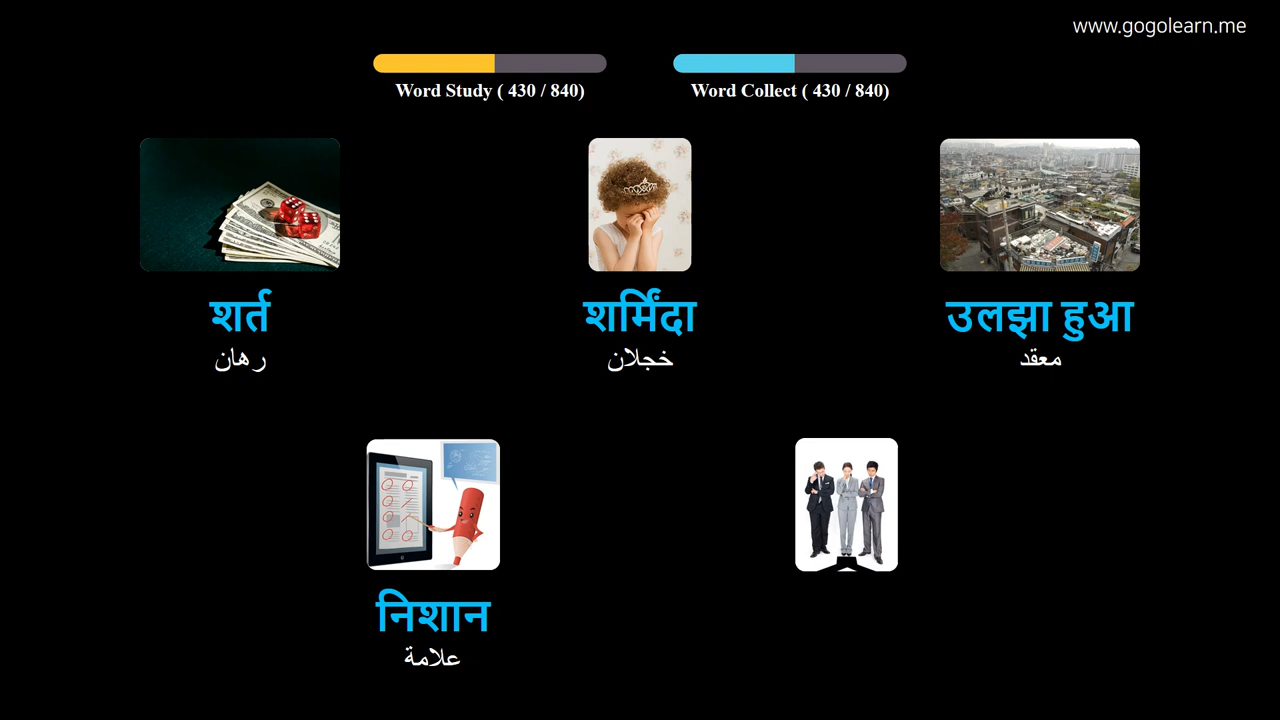 www.gogolearn.me
Word Study ( 430 / 840)
Word Collect ( 430 / 840)
शर्त
رهان
शर्मिंदा
خجلان
उलझा हुआ
معقد
निशान
علامة